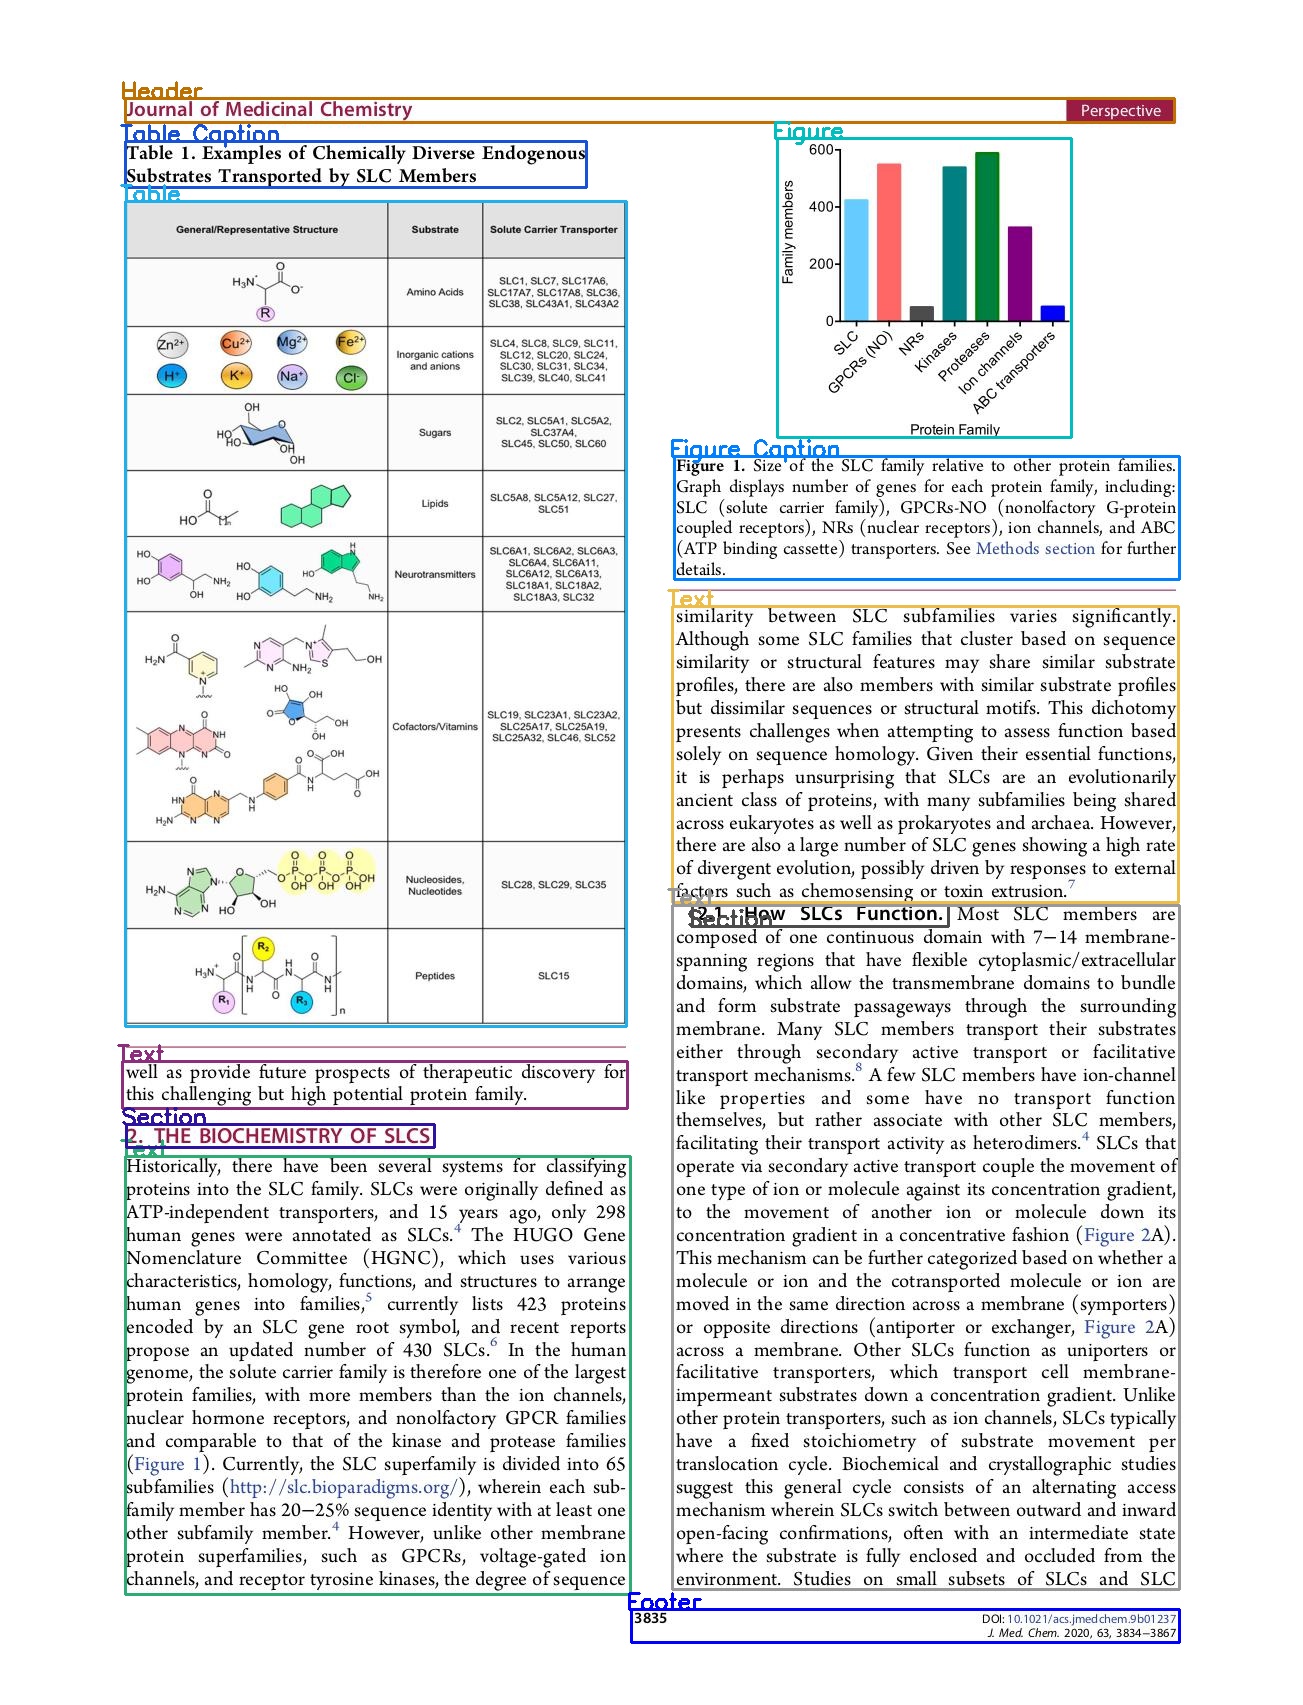 Header
Journal of Medicinal Chemistry
Perspective
Table Caption
Table 1. Examples of Chemically Diverse Endogenous
Substrates Transported by SLC Members
Table
General/Representative Structure
Substrate
Solute Carrier Transporter
H₃N⁺
O
O⁻
R
Amino Acids
SLC1, SLC7, SLC17A6,
SLC17A7, SLC17A8, SLC36,
SLC38, SLC43A1, SLC43A2
Zn²⁺ Cu²⁺ Mg²⁺ Fe²⁺
H⁺ K⁺ Na⁺ Cl⁻
Inorganic cations
and anions
SLC4, SLC8, SLC9, SLC11,
SLC12, SLC20, SLC24,
SLC30, SLC31, SLC34,
SLC39, SLC40, SLC41
OH
HO
HO
O
OH
OH
Sugars
SLC2, SLC5A1, SLC5A2,
SLC37A4,
SLC45, SLC50, SLC60
O
HO
n
Lipids
SLC5A8, SLC5A12, SLC27,
SLC51
HO
HO
OH
NH₂
HO
HO
NH₂
HO
H
N
NH₂
Neurotransmitters
SLC6A1, SLC6A2, SLC6A3,
SLC6A4, SLC6A11,
SLC6A12, SLC6A13,
SLC18A1, SLC18A2,
SLC18A3, SLC32
Cofactors/Vitamins
SLC19, SLC23A1, SLC23A2,
SLC25A17, SLC25A19,
SLC25A32, SLC46, SLC52
Nucleosides,
Nucleotides
SLC28, SLC29, SLC35
H₃N⁺
R₁
O
H
N
R₂
O
H
N
R₃
O
N
H
n
Peptides
SLC15
Text
well as provide future prospects of therapeutic discovery for
this challenging but high potential protein family.
Section
2. THE BIOCHEMISTRY OF SLCS
Text
Historically, there have been several systems for classifying
proteins into the SLC family. SLCs were originally defined as
ATP-independent transporters, and 15 years ago, only 298
human genes were annotated as SLCs.⁴ The HUGO Gene
Nomenclature Committee (HGNC), which uses various
characteristics, homology, functions, and structures to arrange
human genes into families,⁵ currently lists 423 proteins
encoded by an SLC gene root symbol, and recent reports
propose an updated number of 430 SLCs.⁶ In the human
genome, the solute carrier family is therefore one of the largest
protein families, with more members than the ion channels,
nuclear hormone receptors, and nonolfactory GPCR families
and comparable to that of the kinase and protease families
(Figure 1). Currently, the SLC superfamily is divided into 65
subfamilies (http://slc.bioparadigms.org/), wherein each sub-
family member has 20−25% sequence identity with at least one
other subfamily member.⁴ However, unlike other membrane
protein superfamilies, such as GPCRs, voltage-gated ion
channels, and receptor tyrosine kinases, the degree of sequence
Figure
Family members
600
400
200
0
SLC
GPCRs (NO)
NRs
Kinases
Proteases
Ion channels
ABC transporters
Protein Family
Figure Caption
Figure 1. Size of the SLC family relative to other protein families.
Graph displays number of genes for each protein family, including:
SLC (solute carrier family), GPCRs-NO (nonolfactory G-protein
coupled receptors), NRs (nuclear receptors), ion channels, and ABC
(ATP binding cassette) transporters. See Methods section for further
details.
Text
similarity between SLC subfamilies varies significantly.
Although some SLC families that cluster based on sequence
similarity or structural features may share similar substrate
profiles, there are also members with similar substrate profiles
but dissimilar sequences or structural motifs. This dichotomy
presents challenges when attempting to assess function based
solely on sequence homology. Given their essential functions,
it is perhaps unsurprising that SLCs are an evolutionarily
ancient class of proteins, with many subfamilies being shared
across eukaryotes as well as prokaryotes and archaea. However,
there are also a large number of SLC genes showing a high rate
of divergent evolution, possibly driven by responses to external
factors such as chemosensing or toxin extrusion.⁷
Text
Section
2.1. How SLCs Function. Most SLC members are
composed of one continuous domain with 7−14 membrane-
spanning regions that have flexible cytoplasmic/extracellular
domains, which allow the transmembrane domains to bundle
and form substrate passageways through the surrounding
membrane. Many SLC members transport their substrates
either through secondary active transport or facilitative
transport mechanisms.⁸ A few SLC members have ion-channel
like properties and some have no transport function
themselves, but rather associate with other SLC members,
facilitating their transport activity as heterodimers.⁴ SLCs that
operate via secondary active transport couple the movement of
one type of ion or molecule against its concentration gradient,
to the movement of another ion or molecule down its
concentration gradient in a concentrative fashion (Figure 2A).
This mechanism can be further categorized based on whether a
molecule or ion and the cotransported molecule or ion are
moved in the same direction across a membrane (symporters)
or opposite directions (antiporter or exchanger, Figure 2A)
across a membrane. Other SLCs function as uniporters or
facilitative transporters, which transport cell membrane-
impermeant substrates down a concentration gradient. Unlike
other protein transporters, such as ion channels, SLCs typically
have a fixed stoichiometry of substrate movement per
translocation cycle. Biochemical and crystallographic studies
suggest this general cycle consists of an alternating access
mechanism wherein SLCs switch between outward and inward
open-facing confirmations, often with an intermediate state
where the substrate is fully enclosed and occluded from the
environment. Studies on small subsets of SLCs and SLC
Footer
3835
DOI: 10.1021/acs.jmedchem.9b01237
J. Med. Chem. 2020, 63, 3834−3867